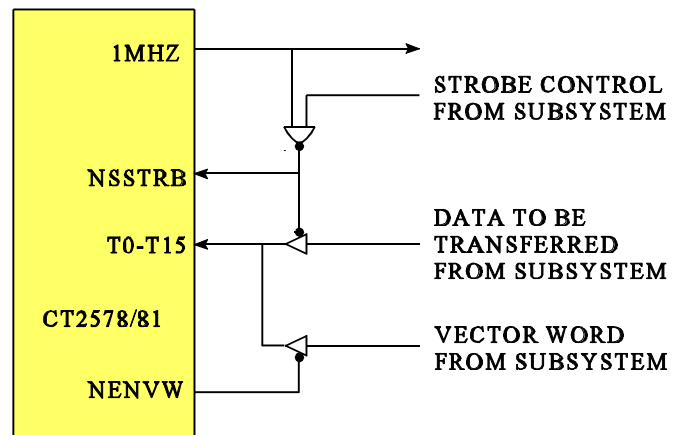 1MHZ
STROBE CONTROL
FROM SUBSYSTEM
NSSTRB
T0-T15
DATA TO BE
TRANSFERRED
FROM SUBSYSTEM
CT2578/81
VECTOR WORD
FROM SUBSYSTEM
NENVW